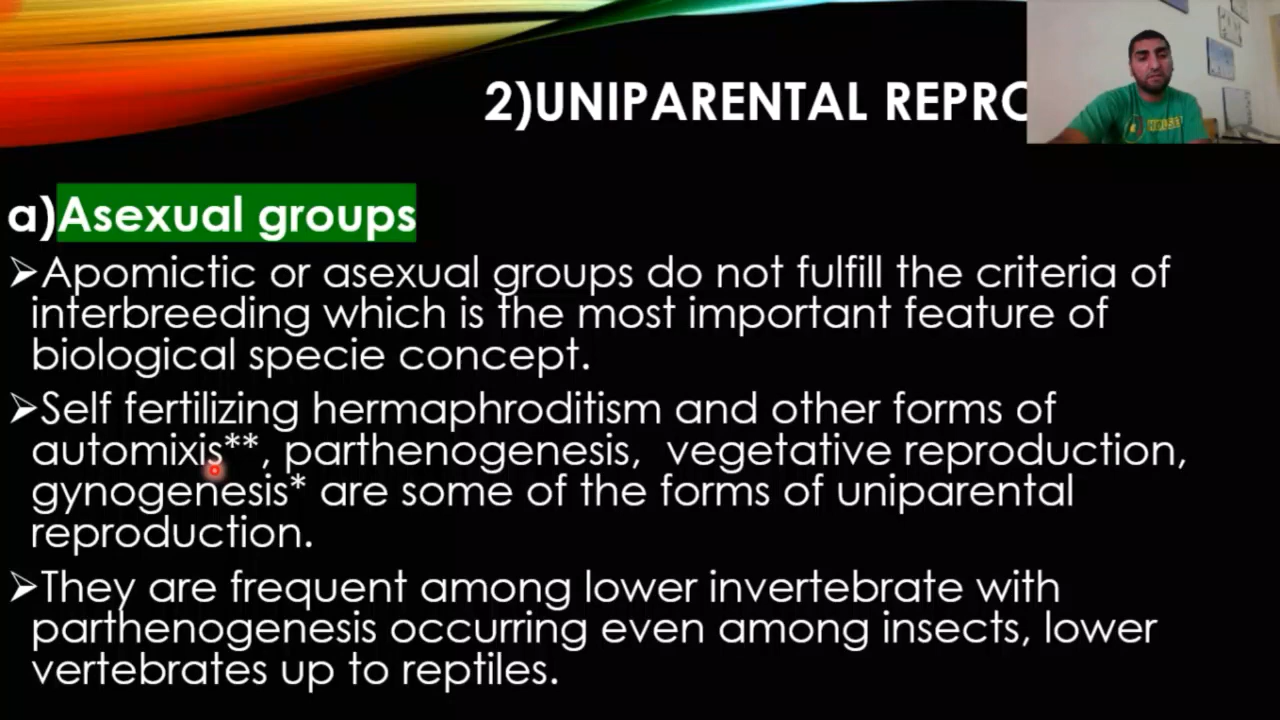 2)UNIPARENTAL REPRO
a)Asexual groups
➢Apomictic or asexual groups do not fulfill the criteria of
interbreeding which is the most important feature of
biological specie concept.
➢Self fertilizing hermaphroditism and other forms of
automixis**, parthenogenesis, vegetative reproduction,
gynogenesis* are some of the forms of uniparental
reproduction.
➢They are frequent among lower invertebrate with
parthenogenesis occurring even among insects, lower
vertebrates up to reptiles.